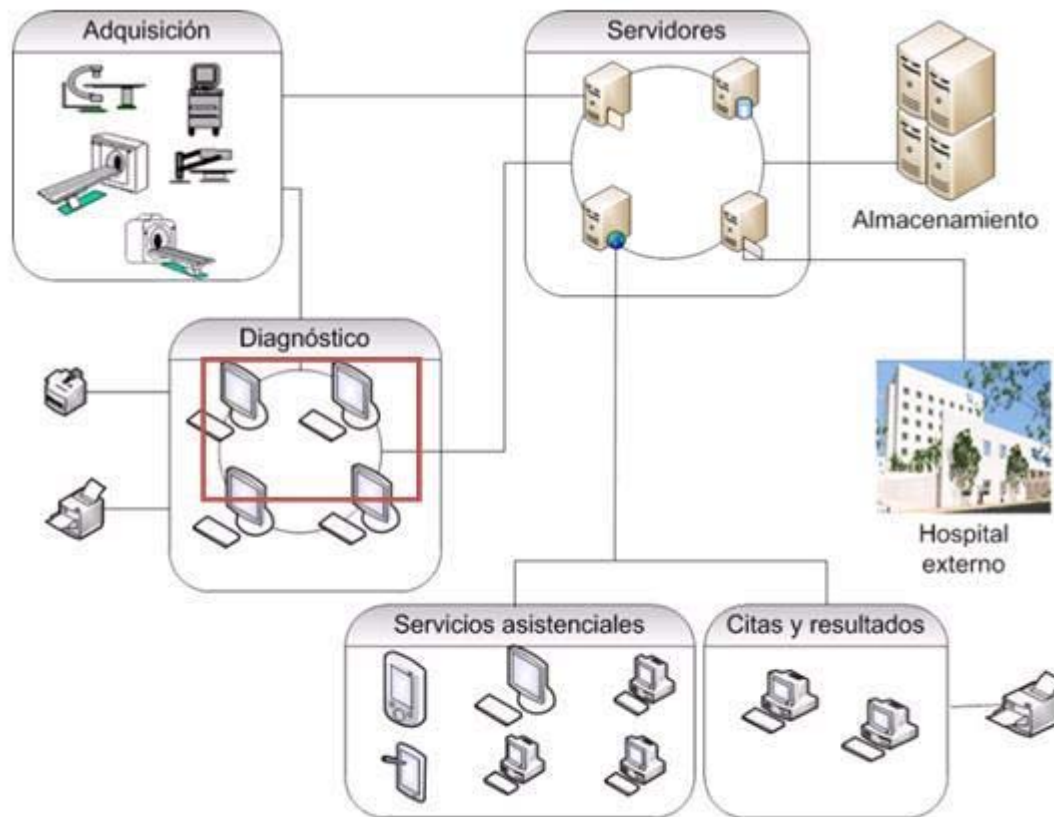 Adquisición
Servidores
Almacenamiento
Diagnóstico
Hospital
externo
Servicios asistenciales
Citas y resultados